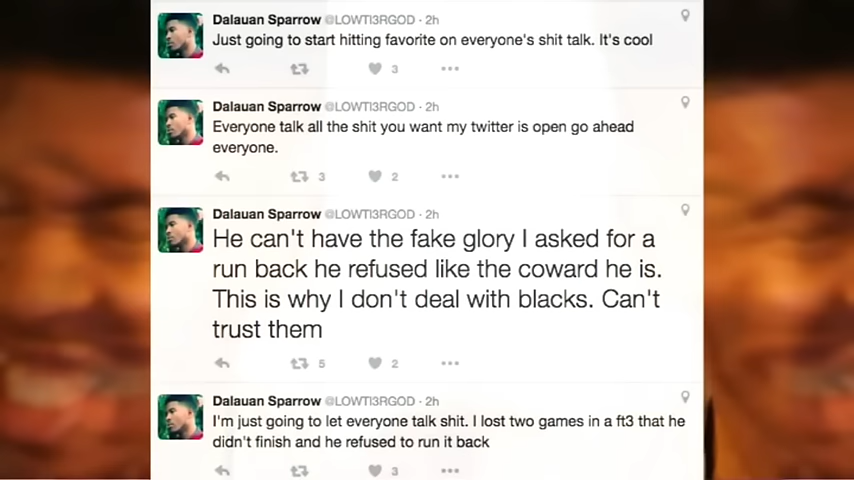 Dalauan Sparrow @LOWTI3RGOD · 2h
Just going to start hitting favorite on everyone's shit talk. It's cool
3
Dalauan Sparrow @LOWTI3RGOD · 2h
Everyone talk all the shit you want my twitter is open go ahead
everyone.
3 2
Dalauan Sparrow @LOWTI3RGOD · 2h
He can't have the fake glory I asked for a
run back he refused like the coward he is.
This is why I don't deal with blacks. Can't
trust them
5 2
Dalauan Sparrow @LOWTI3RGOD · 2h
I'm just going to let everyone talk shit. I lost two games in a ft3 that he
didn't finish and he refused to run it back
3